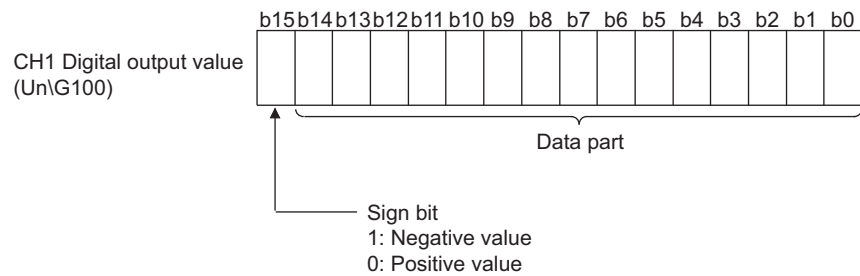 b15 b14 b13 b12 b11 b10 b9 b8 b7 b6 b5 b4 b3 b2 b1 b0
CH1 Digital output value
(Un\G100)
Data part
Sign bit
1: Negative value
0: Positive value